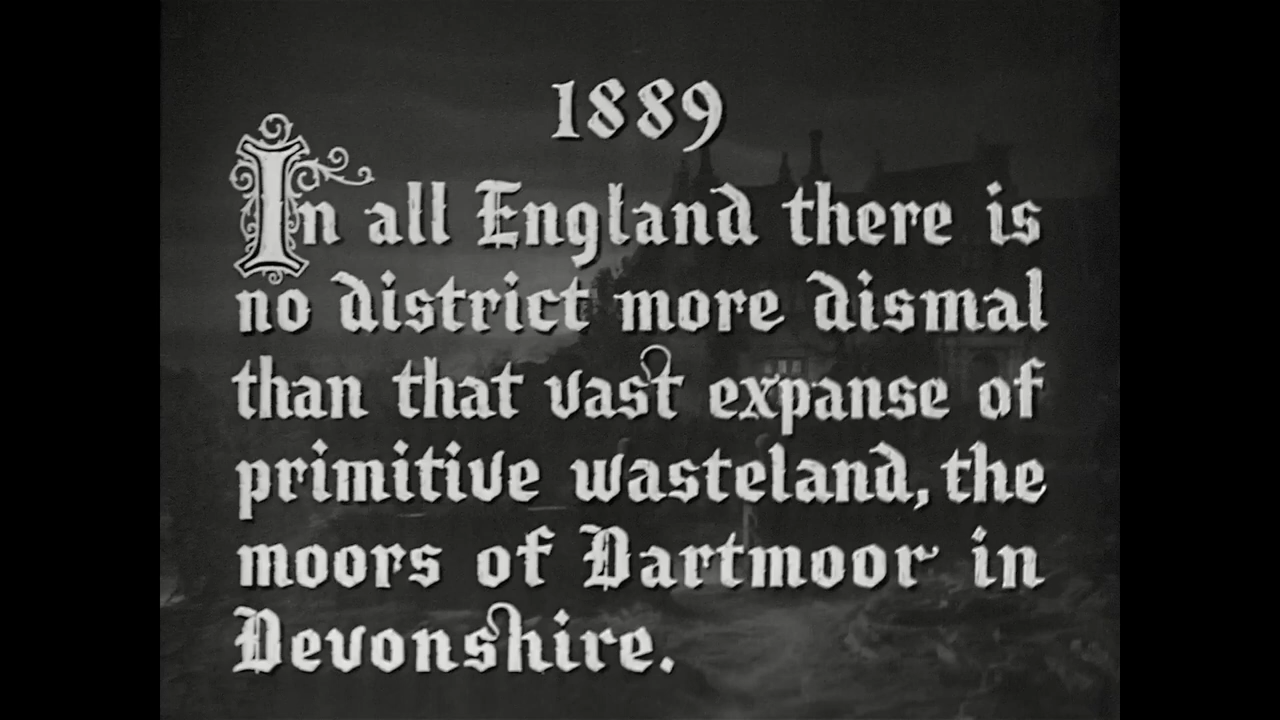 1889
In all England there is
no district more dismal
than that vast expanse of
primitive wasteland, the
moors of Dartmoor in
Devonshire.